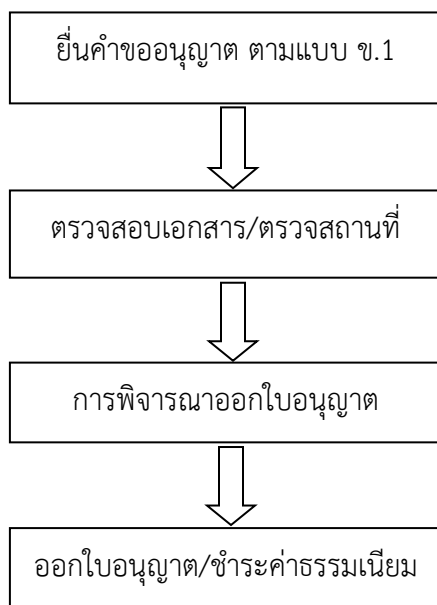 ยื่นคำขออนุญาต ตามแบบ ข.1
ตรวจสอบเอกสาร/ตรวจสถานที่
การพิจารณาออกใบอนุญาต
ออกใบอนุญาต/ชำระค่าธรรมเนียม